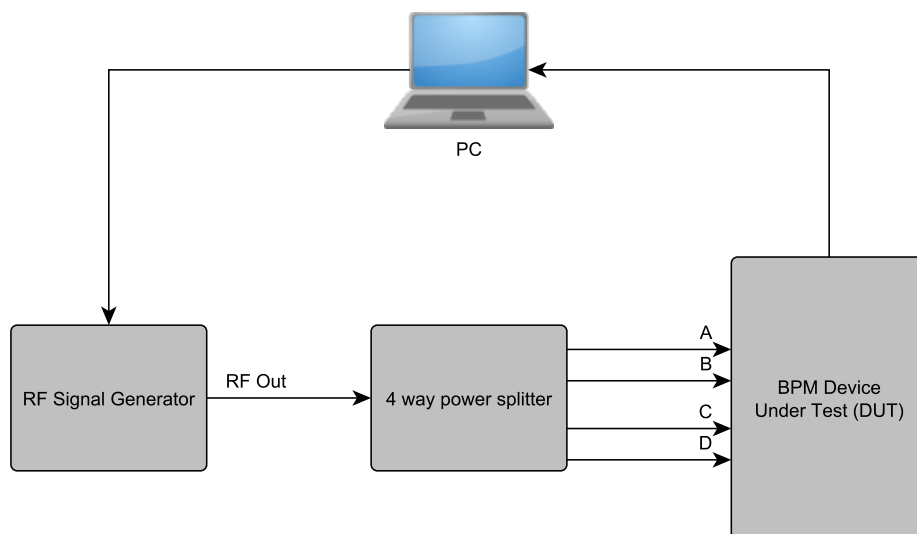 PC
RF Signal Generator
RF Out
4 way power splitter
A
B
C
D
BPM Device
Under Test (DUT)